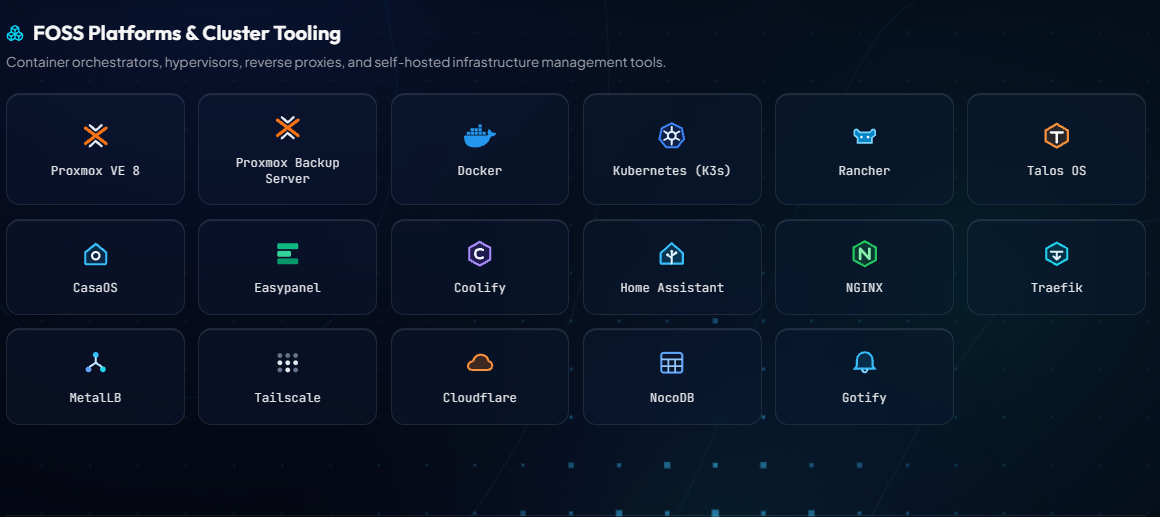 FOSS Platforms & Cluster Tooling
Container orchestrators, hypervisors, reverse proxies, and self-hosted infrastructure management tools.
Proxmox VE 8
Proxmox Backup
Server
Docker
Kubernetes (K3s)
Rancher
Talos OS
CasaOS
Easypanel
Coolify
Home Assistant
NGINX
Traefik
MetalLB
Tailscale
Cloudflare
NocoDB
Gotify